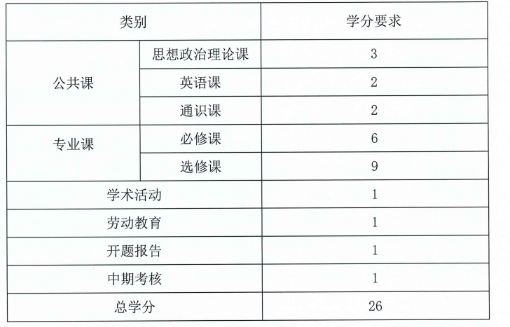 类别 学分要求
公共课 思想政治理论课 3
英语课 2
通识课 2
专业课 必修课 6
选修课 9
学术活动 1
劳动教育 1
开题报告 1
中期考核 1
总学分 26